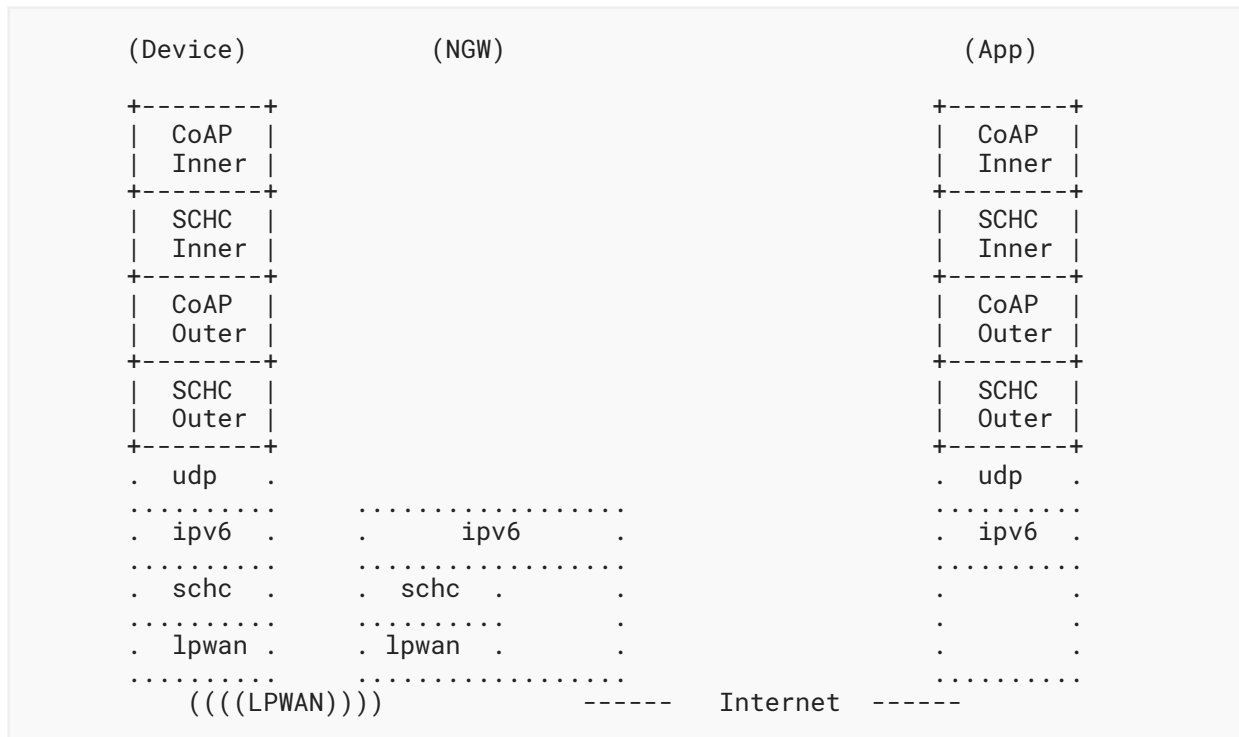 (Device) (NGW) (App)
+--------+ +--------+
| CoAP | | CoAP |
| Inner | | Inner |
+--------+ +--------+
| SCHC | | SCHC |
| Inner | | Inner |
+--------+ +--------+
| CoAP | | CoAP |
| Outer | | Outer |
+--------+ +--------+
| SCHC | | SCHC |
| Outer | | Outer |
+--------+ +--------+
. udp . . udp .
.......... .................. ..........
. ipv6 . . ipv6 . . ipv6 .
.......... .................. ..........
. schc . . schc . . . .
.......... .......... . . .
. lpwan . . lpwan . . . .
.......... .................. ..........
((((LPWAN)))) ------ Internet ------